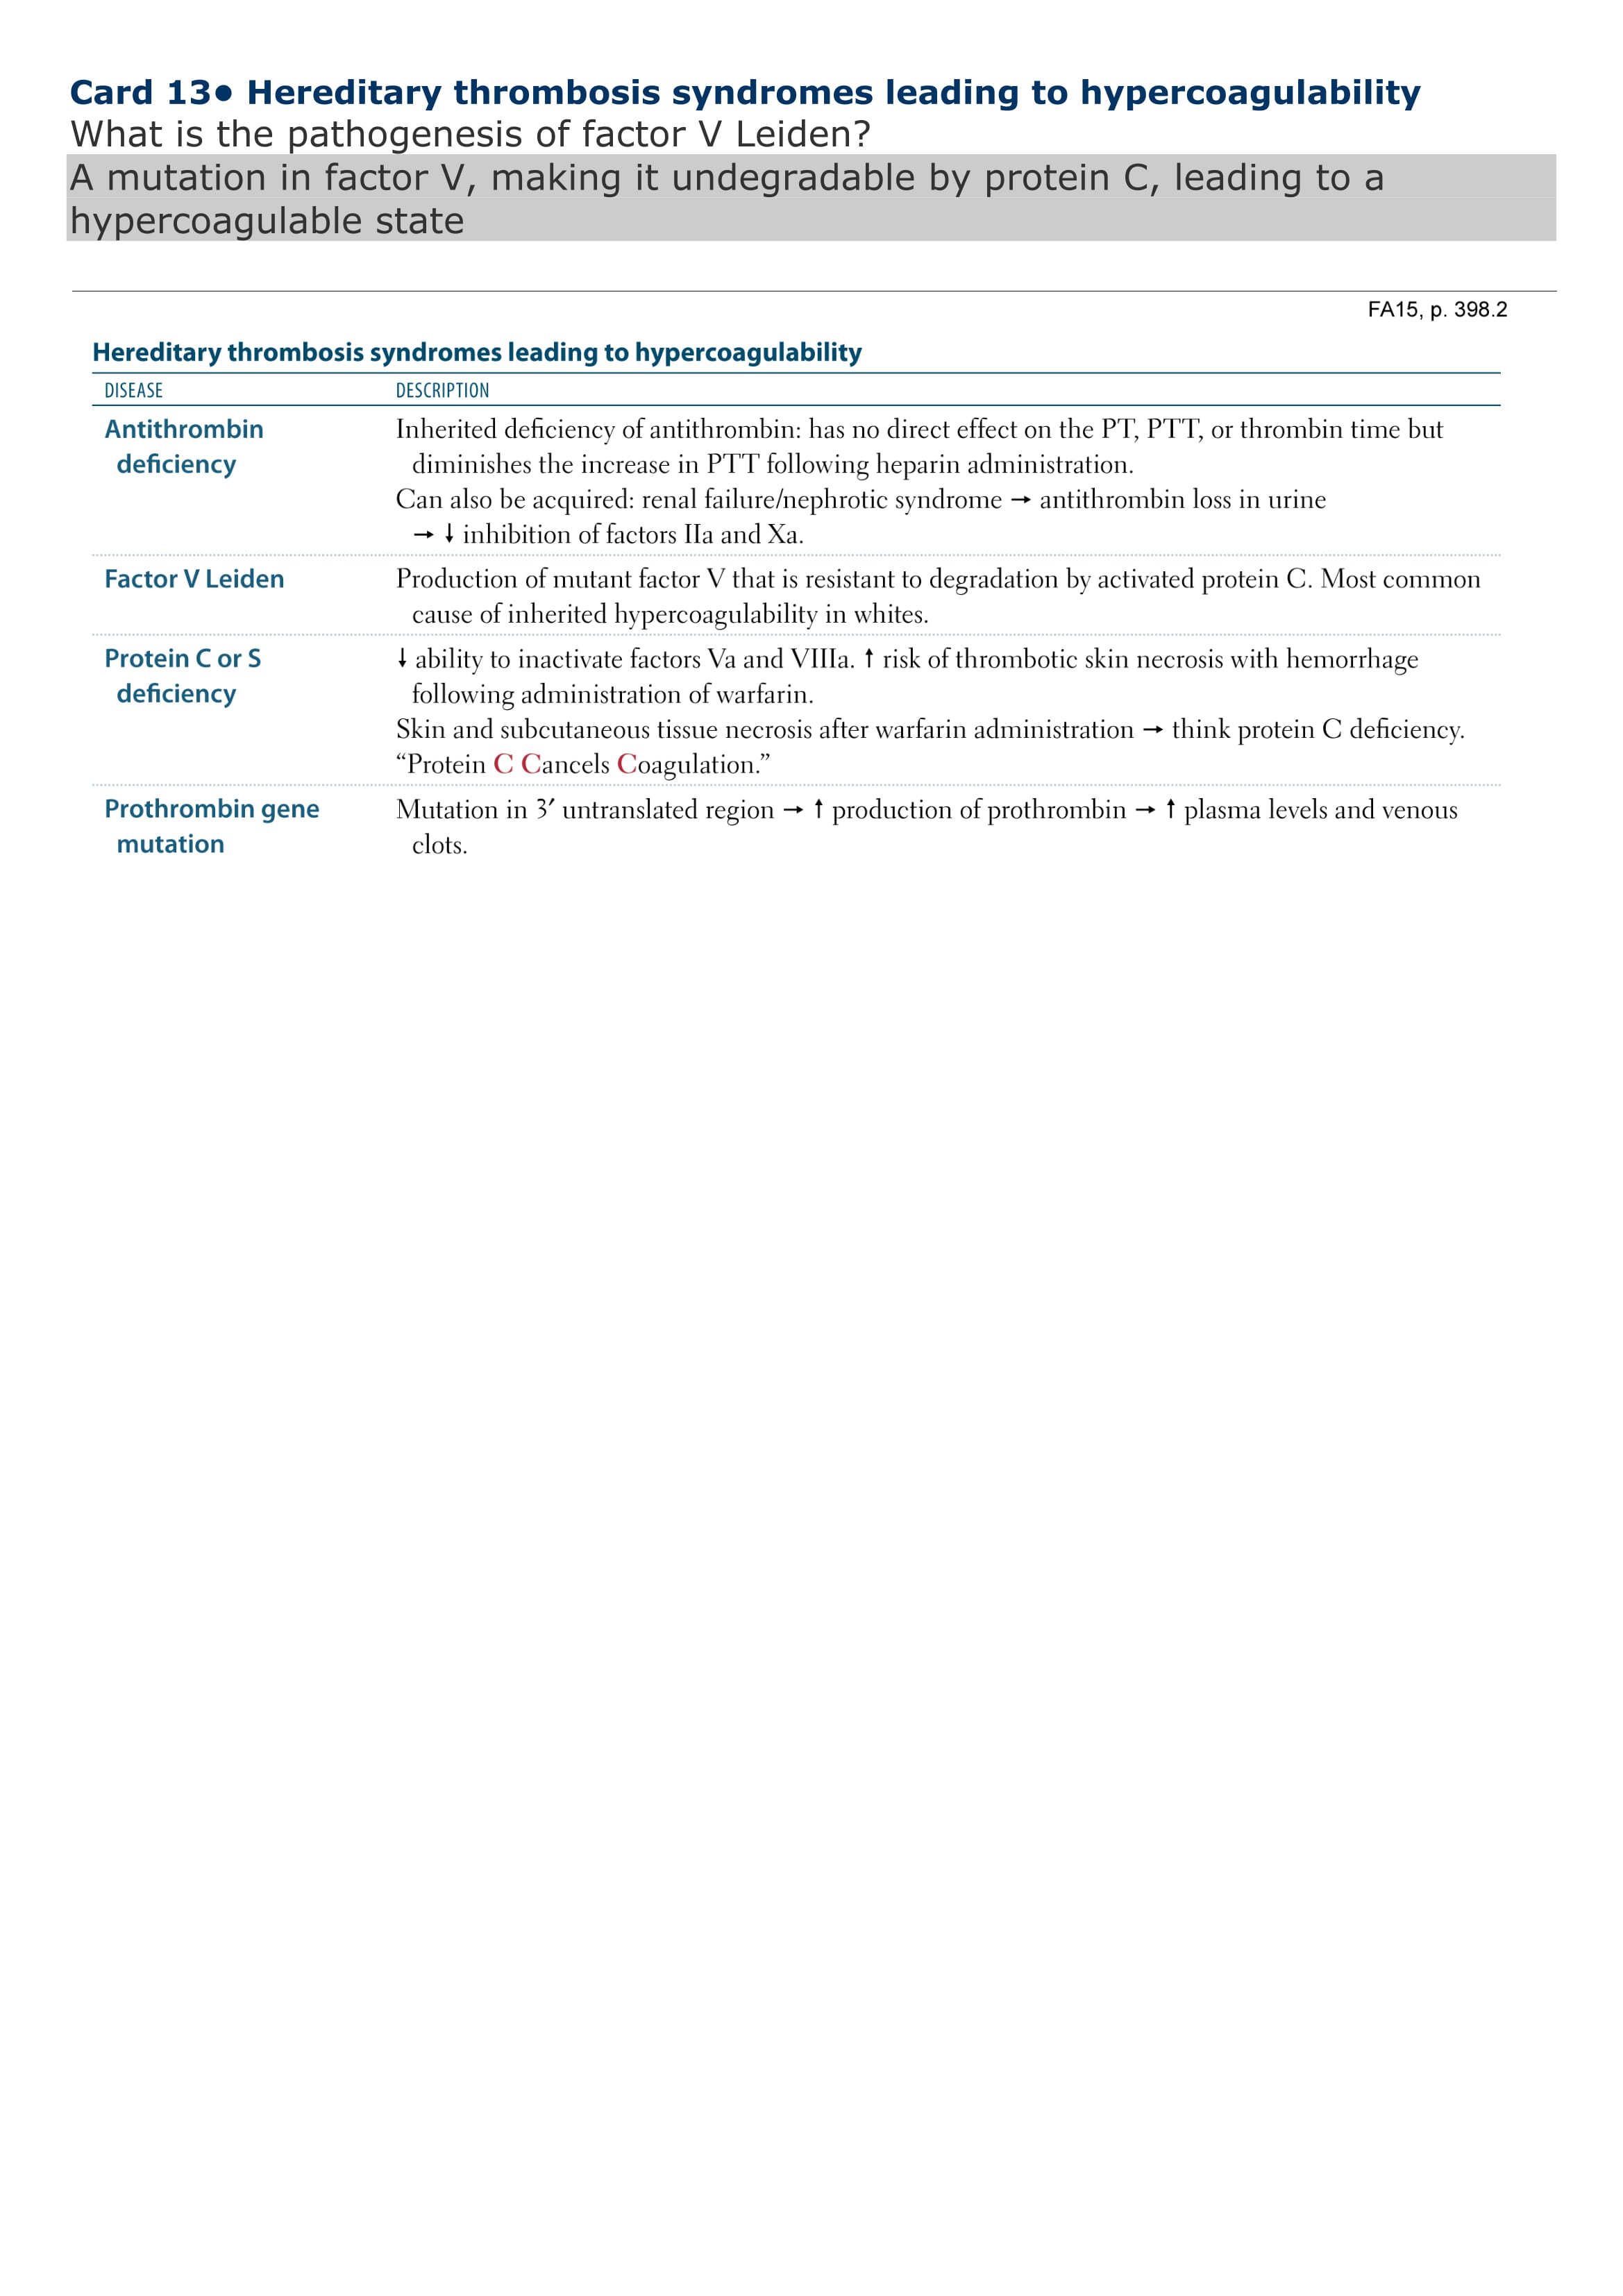 Card 13● Hereditary thrombosis syndromes leading to hypercoagulability
What is the pathogenesis of factor V Leiden?
A mutation in factor V, making it undegradable by protein C, leading to a
hypercoagulable state
FA15, p. 398.2
Hereditary thrombosis syndromes leading to hypercoagulability
DISEASE DESCRIPTION
Antithrombin Inherited deficiency of antithrombin: has no direct effect on the PT, PTT, or thrombin time but
deficiency diminishes the increase in PTT following heparin administration.
Can also be acquired: renal failure/nephrotic syndrome → antithrombin loss in urine
→ ↓ inhibition of factors IIa and Xa.
Factor V Leiden Production of mutant factor V that is resistant to degradation by activated protein C. Most common
cause of inherited hypercoagulability in whites.
Protein C or S ↓ ability to inactivate factors Va and VIIIa. ↑ risk of thrombotic skin necrosis with hemorrhage
deficiency following administration of warfarin.
Skin and subcutaneous tissue necrosis after warfarin administration → think protein C deficiency.
“Protein C Cancels Coagulation.”
Prothrombin gene Mutation in 3′ untranslated region → ↑ production of prothrombin → ↑ plasma levels and venous
mutation clots.